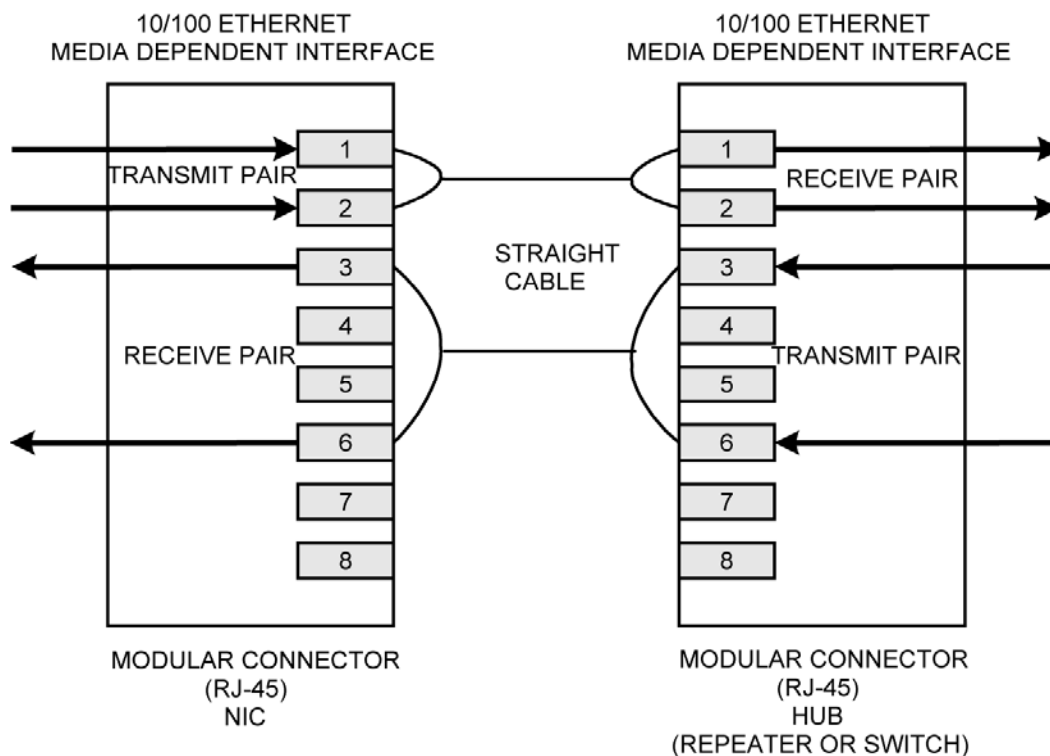 10/100 ETHERNET
MEDIA DEPENDENT INTERFACE
10/100 ETHERNET
MEDIA DEPENDENT INTERFACE
1
TRANSMIT PAIR
2
3
4
RECEIVE PAIR
5
6
7
8
STRAIGHT
CABLE
1
RECEIVE PAIR
2
3
4
TRANSMIT PAIR
5
6
7
8
MODULAR CONNECTOR
(RJ-45)
NIC
MODULAR CONNECTOR
(RJ-45)
HUB
(REPEATER OR SWITCH)